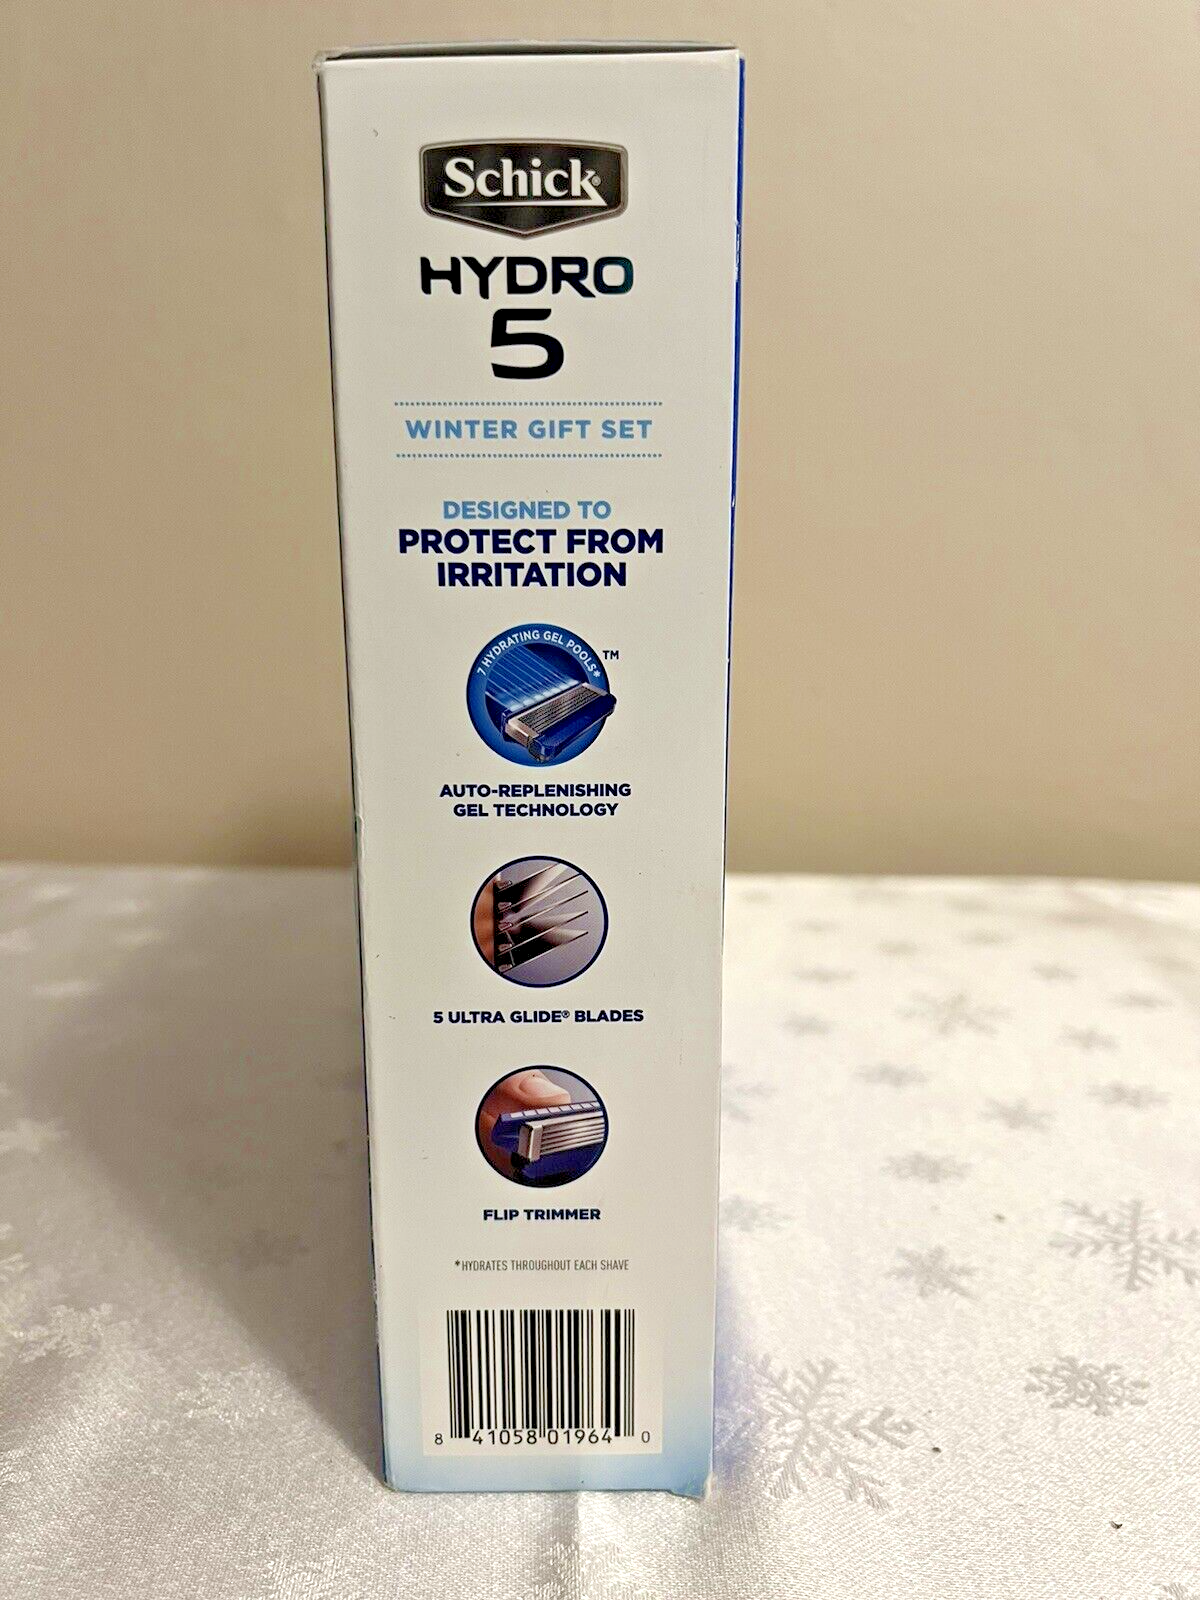 Schick®
HYDRO
5
WINTER GIFT SET
DESIGNED TO
PROTECT FROM
IRRITATION
7 HYDRATING GEL POOLS*
™
AUTO-REPLENISHING
GEL TECHNOLOGY
5 ULTRA GLIDE® BLADES
FLIP TRIMMER
*HYDRATES THROUGHOUT EACH SHAVE
8 41058 01964 0